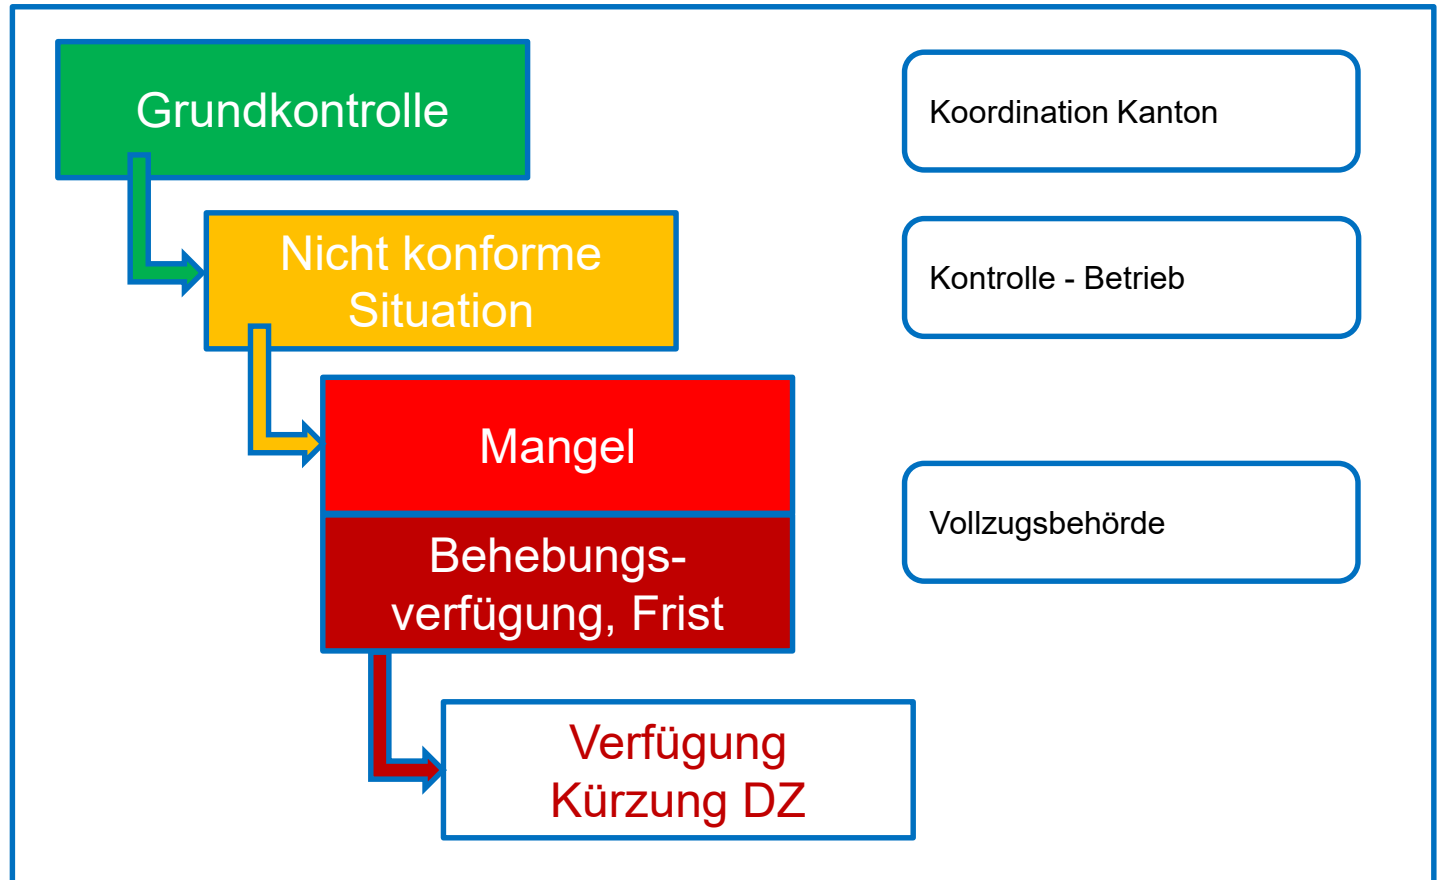 Grundkontrolle
Koordination Kanton
Nicht konforme
Situation
Kontrolle - Betrieb
Mangel
Behebungs-
verfügung, Frist
Vollzugsbehörde
Verfügung
Kürzung DZ